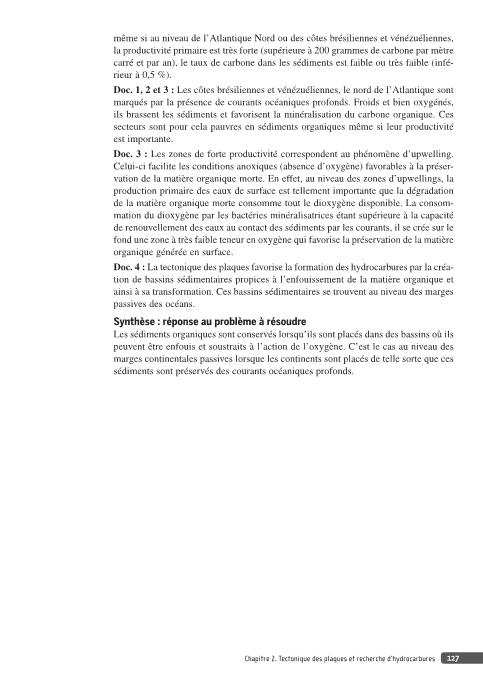 même si au niveau de l'Atlantique Nord ou des côtes brésiliennes et vénézuéliennes,
la productivité primaire est très forte (supérieure à 200 grammes de carbone par mètre
carré et par an), le taux de carbone dans les sédiments est faible ou très faible (infé-
rieur à 0,5 %).
Doc. 1, 2 et 3 : Les côtes brésiliennes et vénézuéliennes, le nord de l'Atlantique sont
marqués par la présence de courants océaniques profonds. Froids et bien oxygénés,
ils brassent les sédiments et favorisent la minéralisation du carbone organique. Ces
secteurs sont pour cela pauvres en sédiments organiques même si leur productivité
est importante.
Doc. 3 : Les zones de forte productivité correspondent au phénomène d'upwelling.
Celui-ci facilite les conditions anoxiques (absence d'oxygène) favorables à la préser-
vation de la matière organique morte. En effet, au niveau des zones d'upwellings, la
production primaire des eaux de surface est tellement importante que la dégradation
de la matière organique morte consomme tout le dioxygène disponible. La consom-
mation du dioxygène par les bactéries minéralisatrices étant supérieure à la capacité
de renouvellement des eaux au contact des sédiments par les courants, il se crée sur le
fond une zone à très faible teneur en oxygène qui favorise la préservation de la matière
organique générée en surface.
Doc. 4 : La tectonique des plaques favorise la formation des hydrocarbures par la créa-
tion de bassins sédimentaires propices à l'enfouissement de la matière organique et
ainsi à sa transformation. Ces bassins sédimentaires se trouvent au niveau des marges
passives des océans.
Synthèse : réponse au problème à résoudre
Les sédiments organiques sont conservés lorsqu'ils sont placés dans des bassins où ils
peuvent être enfouis et soustraits à l'action de l'oxygène. C'est le cas au niveau des
marges continentales passives lorsque les continents sont placés de telle sorte que ces
sédiments sont préservés des courants océaniques profonds.
Chapitre 2. Tectonique des plaques et recherche d'hydrocarbures 127